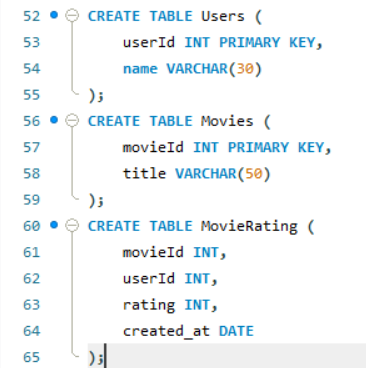 52 CREATE TABLE Users (
53 userId INT PRIMARY KEY,
54 name VARCHAR(30)
55 );
56 CREATE TABLE Movies (
57 movieId INT PRIMARY KEY,
58 title VARCHAR(50)
59 );
60 CREATE TABLE MovieRating (
61 movieId INT,
62 userId INT,
63 rating INT,
64 created_at DATE
65 );